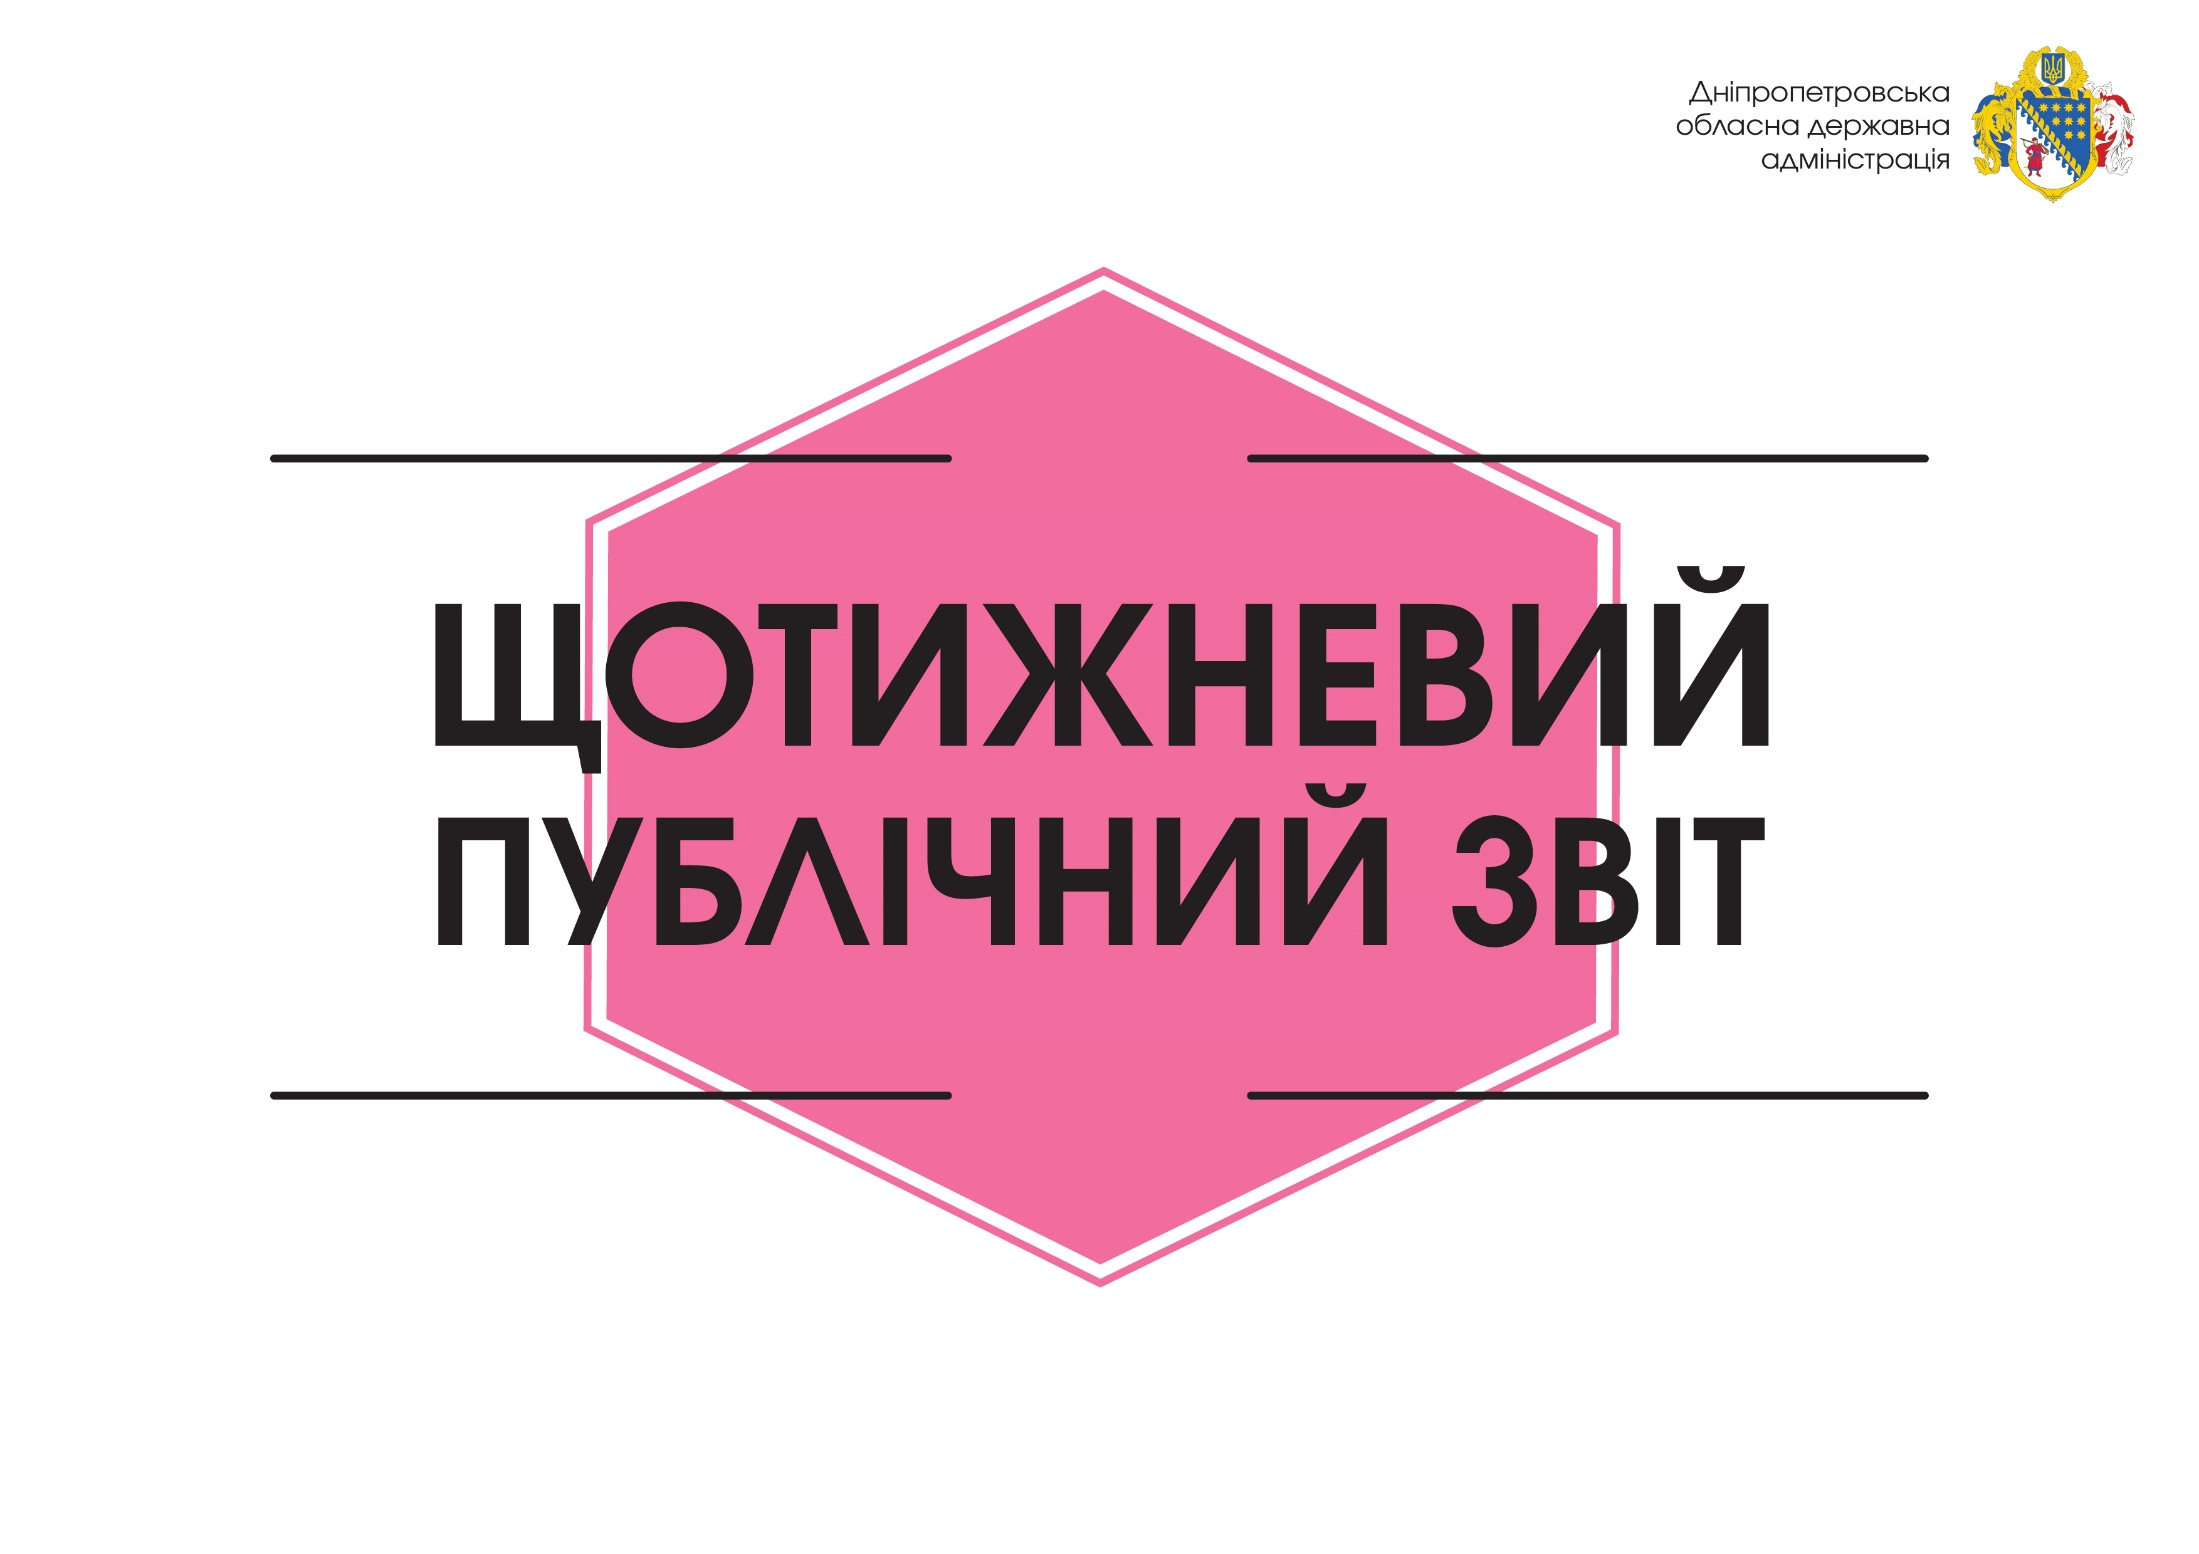 Дніпропетровська
обласна державна
адміністрація
ЩОТИЖНЕВИЙ
ПУБЛІЧНИЙ ЗВІТ